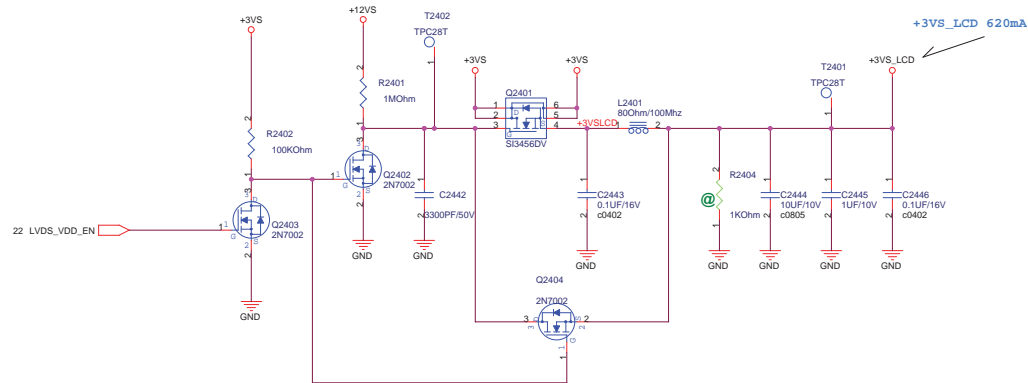 +3VS
+12VS
T2402
TPC28T
+3VS
+3VS
+3VS_LCD 620mA
T2401
TPC28T
+3VS_LCD
R2401
1MOhm
Q2401
L2401
80Ohm/100Mhz
+3VSLCD
SI3456DV
R2402
100KOhm
Q2402
2N7002
Q2403
2N7002
22 LVDS_VDD_EN
C2442
3300PF/50V
C2443
0.1UF/16V
c0402
R2404
@
1KOhm
C2444
10UF/10V
c0805
C2445
1UF/10V
C2446
0.1UF/16V
c0402
GND
GND
GND
GND
GND
GND
GND
GND
GND
Q2404
2N7002